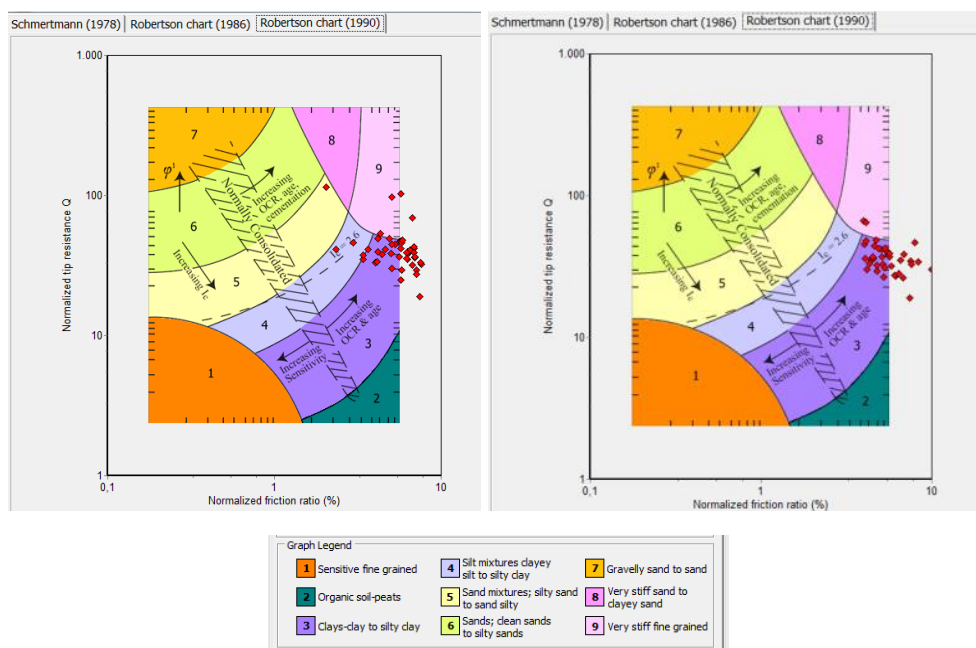 Schmertmann (1978) Robertson chart (1986) Robertson chart (1990)
1.000
100
10
1
0,1 1 10
Normalized tip resistance Q
Normalized friction ratio (%)
7
8
9
6
5
4
3
1
2
φ'
Normally Consolidated
Increasing
OCR, age,
cementation
Increasing Ic
Ic = 2.6
Increasing
OCR & age
Increasing
Sensitivity
Schmertmann (1978) Robertson chart (1986) Robertson chart (1990)
1.000
100
10
1
0,1 1 10
Normalized tip resistance Q
Normalized friction ratio (%)
7
8
9
6
5
4
3
1
2
φ'
Normally Consolidated
Increasing
OCR, age,
cementation
Increasing Ic
Ic = 2.6
Increasing
OCR & age
Increasing
Sensitivity
Graph Legend
1 Sensitive fine grained
2 Organic soil-peats
3 Clays-clay to silty clay
4 Silt mixtures clayey
silt to silty clay
5 Sand mixtures; silty sand
to sand silty
6 Sands; clean sands
to silty sands
7 Gravelly sand to sand
8 Very stiff sand to
clayey sand
9 Very stiff fine grained